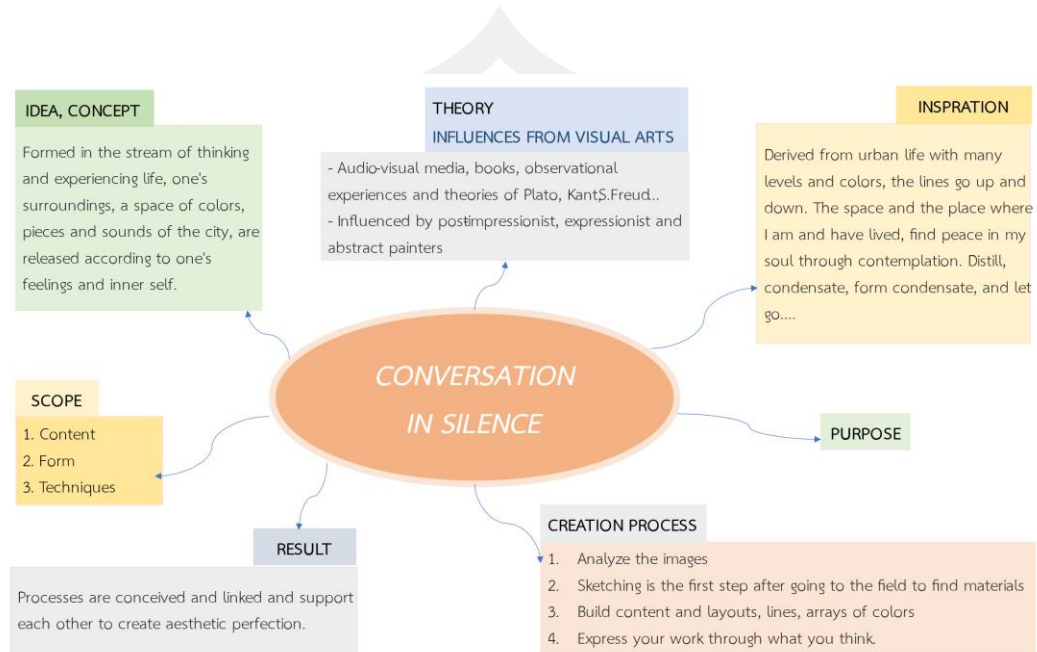 IDEA, CONCEPT
Formed in the stream of thinking
and experiencing life, one's
surroundings, a space of colors,
pieces and sounds of the city, are
released according to one's
feelings and inner self.
THEORY
INFLUENCES FROM VISUAL ARTS
- Audio-visual media, books, observational
experiences and theories of Plato, Kant,S.Freud...
- Influenced by post-impressionist, expressionist and
abstract painters
INSPRATION
Derived from urban life with many
levels and colors, the lines go up and
down. The space and the place where
I am and have lived, find peace in my
soul through contemplation. Distill,
condensate, form condensate, and let
go....
CONVERSATION
IN SILENCE
SCOPE
1. Content
2. Form
3. Techniques
PURPOSE
RESULT
Processes are conceived and linked and support
each other to create aesthetic perfection.
CREATION PROCESS
1. Analyze the images
2. Sketching is the first step after going to the field to find materials
3. Build content and layouts, lines, arrays of colors
4. Express your work through what you think.